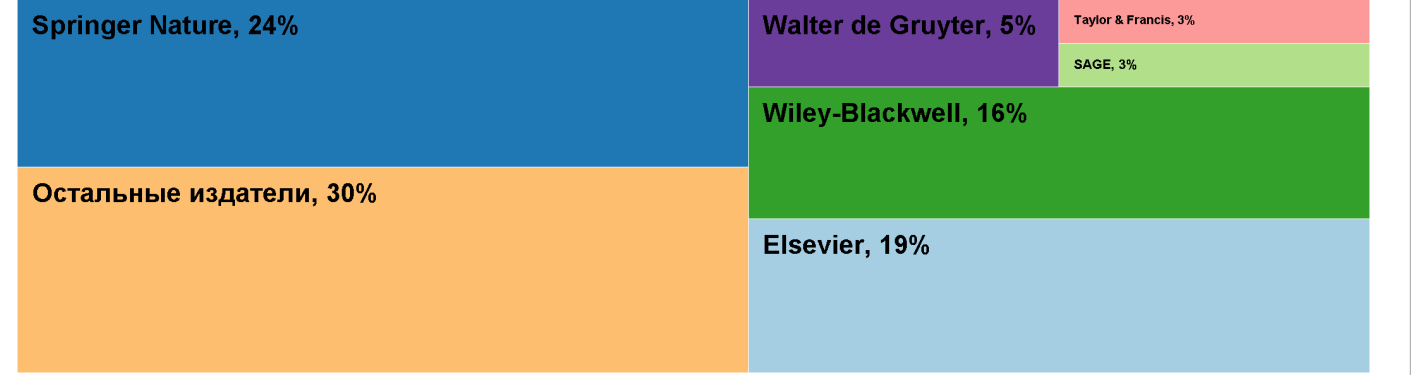 Springer Nature, 24%
Остальные издатели, 30%
Walter de Gruyter, 5%
Taylor & Francis, 3%
SAGE, 3%
Wiley-Blackwell, 16%
Elsevier, 19%